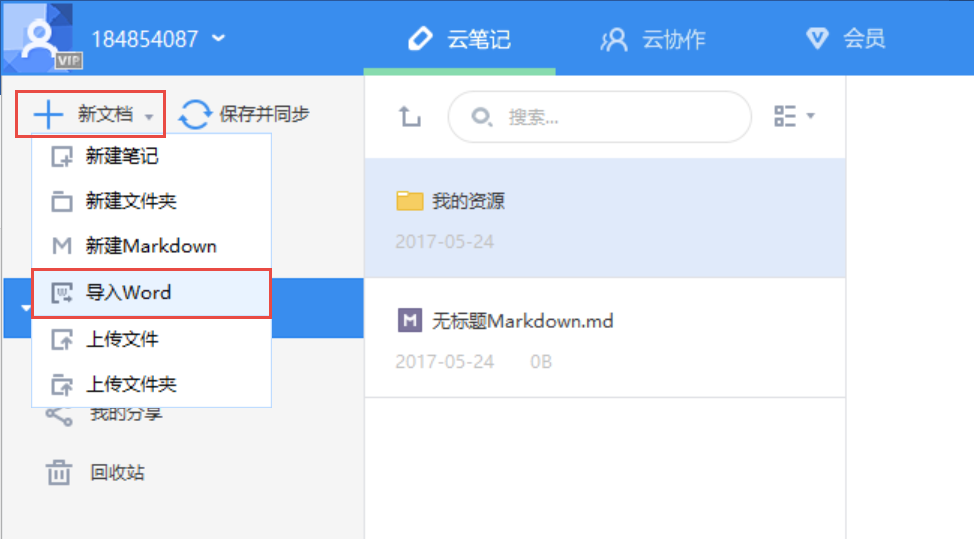 184854087
VIP
云笔记
云协作
会员
新文档
保存并同步
搜索...
新建笔记
新建文件夹
新建Markdown
导入Word
上传文件
上传文件夹
我的分享
回收站
我的资源
2017-05-24
无标题Markdown.md
2017-05-24 0B